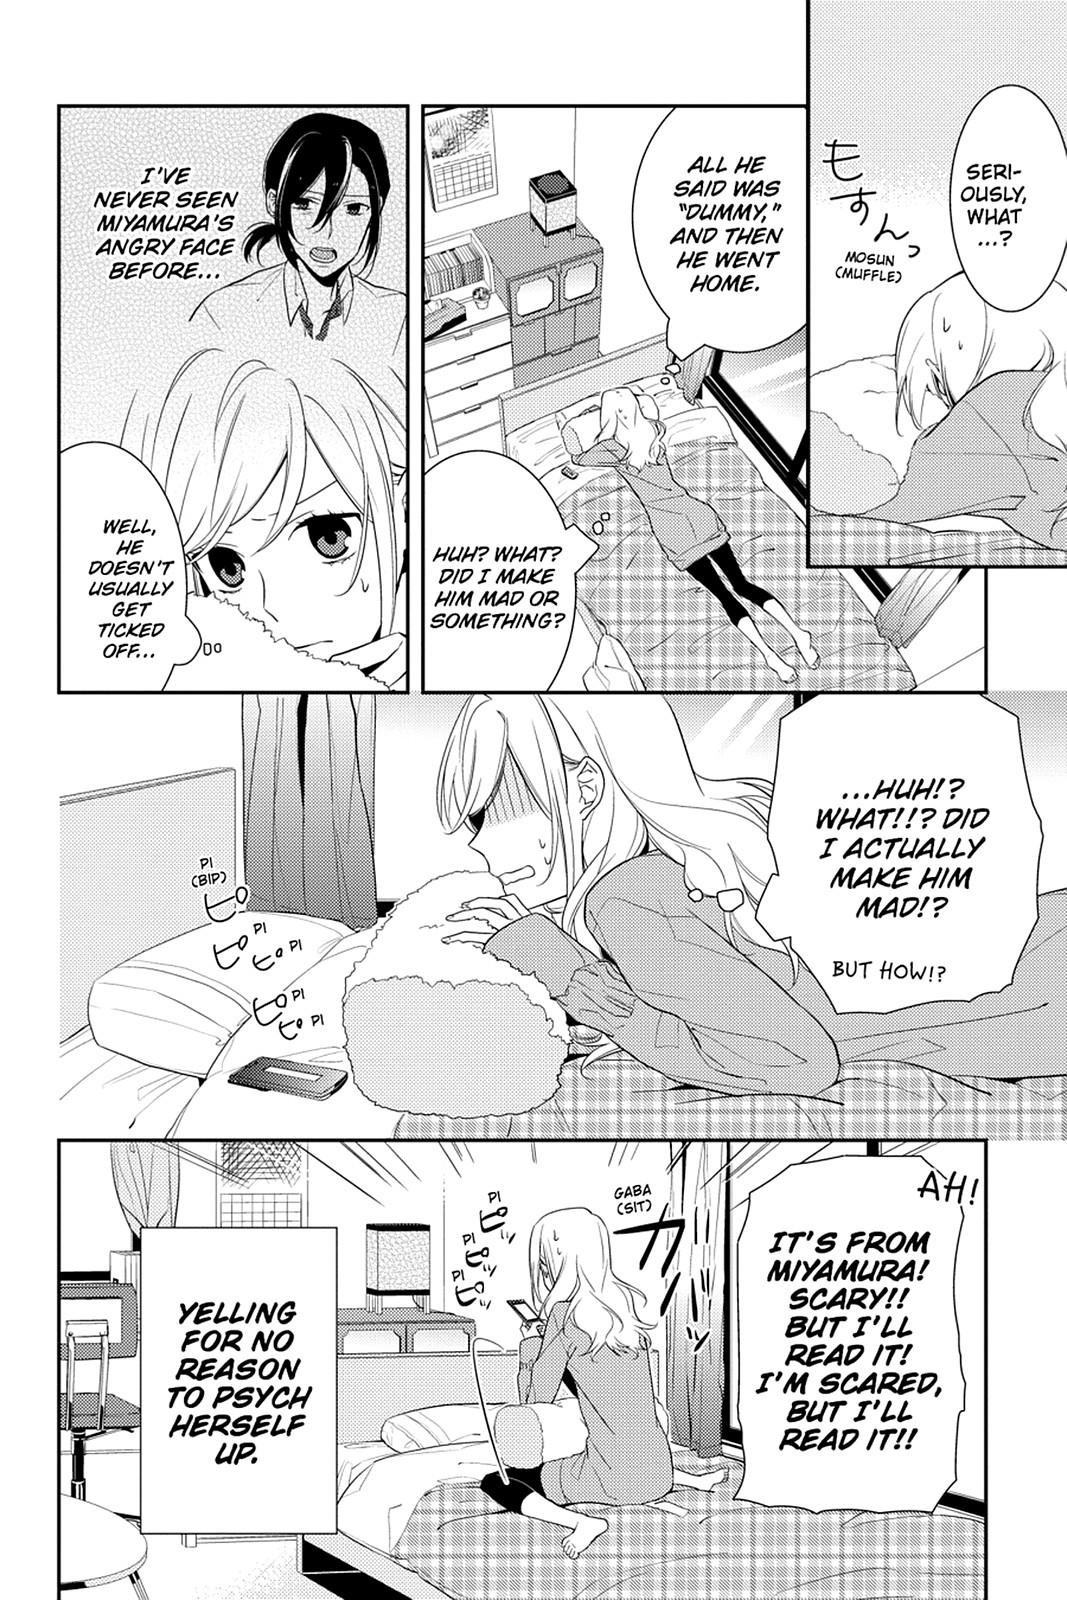 SERI-
OUSLY,
WHAT
...?
もすんっ
MOSUN
(MUFFLE)
ALL HE
SAID WAS
"DUMMY,"
AND THEN
HE WENT
HOME.
HUH? WHAT?
DID I MAKE
HIM MAD OR
SOMETHING?
I'VE
NEVER SEEN
MIYAMURA'S
ANGRY FACE
BEFORE...
WELL,
HE
DOESN'T
USUALLY
GET
TICKED
OFF...
...HUH!?
WHAT!!? DID
I ACTUALLY
MAKE HIM
MAD!?
BUT HOW!?
PI
(BIP)
ピ
ピ PI
ピ PI
ピ PI
ピ PI
AH!
IT'S FROM
MIYAMURA!
SCARY!!
BUT I'LL
READ IT!
I'M SCARED,
BUT I'LL
READ IT!!
GABA
(SIT)
ガバッ
PI
ピ
PI
ピ
PI
ピ
YELLING
FOR NO
REASON
TO PSYCH
HERSELF
UP.